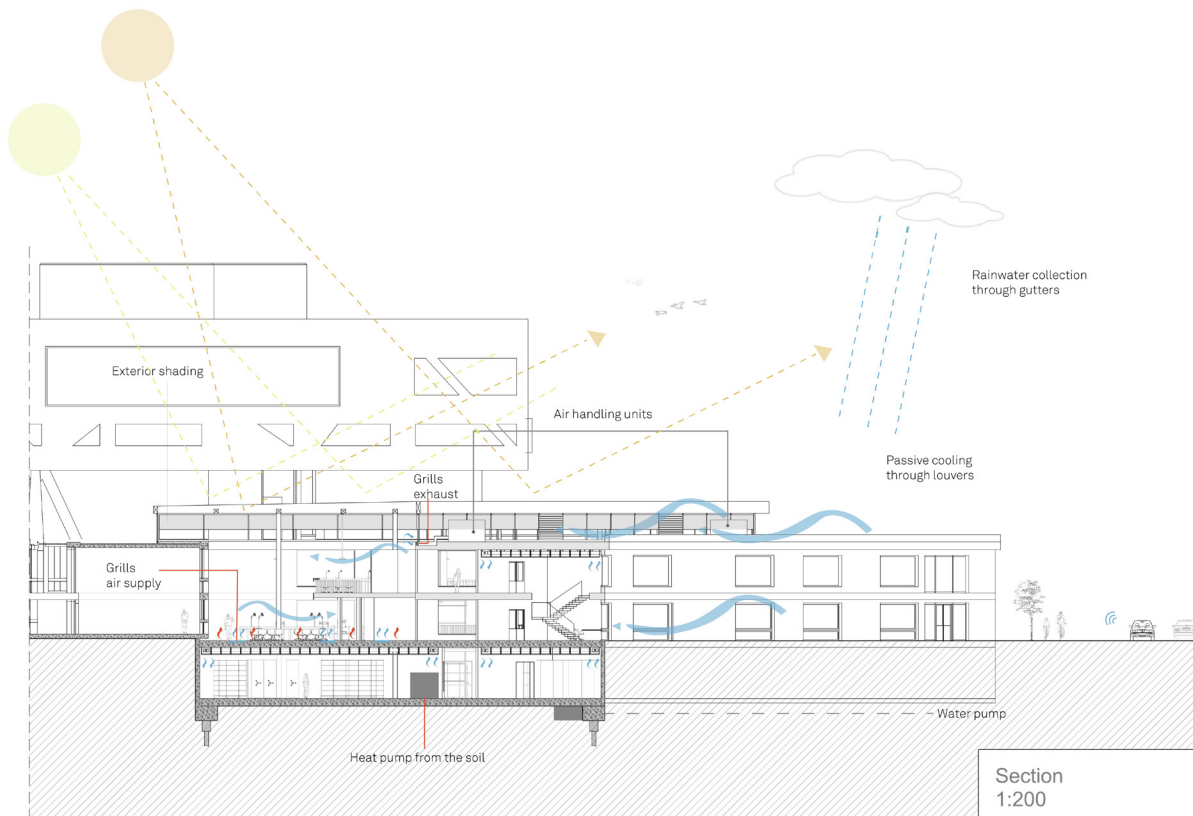 Rainwater collection
through gutters
Exterior shading
Air handling units
Passive cooling
through louvers
Grills
exhaust
Grills
air supply
Water pump
Heat pump from the soil
Section
1:200